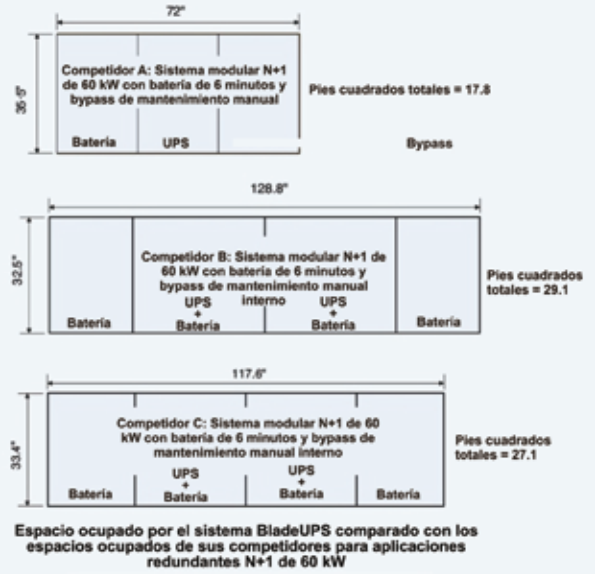 72"
35·5"
Competidor A: Sistema modular N+1
de 60 kW con batería de 6 minutos y
bypass de mantenimiento manual
Pies cuadrados totales = 17.8
Batería
UPS
Bypass
128.8"
32.5"
Competidor B: Sistema modular N+1 de
60 kW con batería de 6 minutos y
bypass de mantenimiento manual
interno
Pies cuadrados
totales = 29.1
Batería
UPS
+
Batería
UPS
+
Batería
Batería
117.6"
33.4"
Competidor C: Sistema modular N+1 de 60
kW con batería de 6 minutos y bypass de
mantenimiento manual interno
Pies cuadrados
totales = 27.1
Batería
UPS
+
Batería
UPS
+
Batería
Batería
Espacio ocupado por el sistema BladeUPS comparado con los
espacios ocupados de sus competidores para aplicaciones
redundantes N+1 de 60 kW